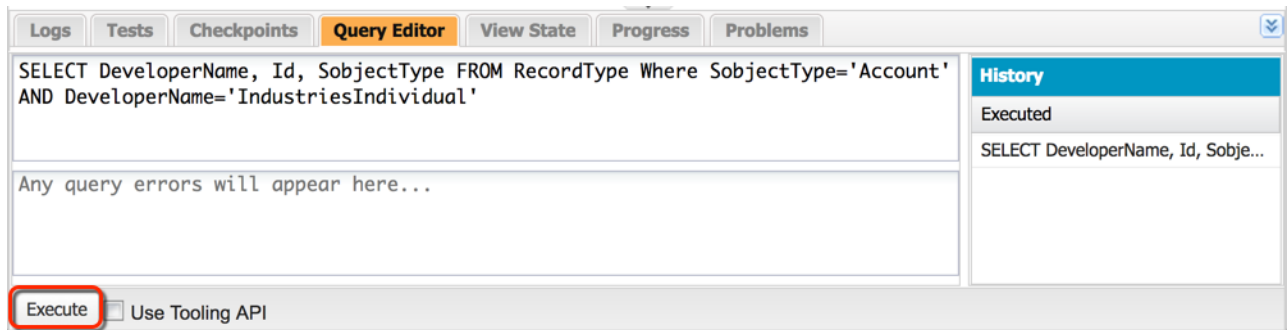 Logs Tests Checkpoints Query Editor View State Progress Problems
SELECT DeveloperName, Id, SobjectType FROM RecordType Where SobjectType='Account'
AND DeveloperName='IndustriesIndividual'
Any query errors will appear here...
History
Executed
SELECT DeveloperName, Id, Sobje...
Execute Use Tooling API